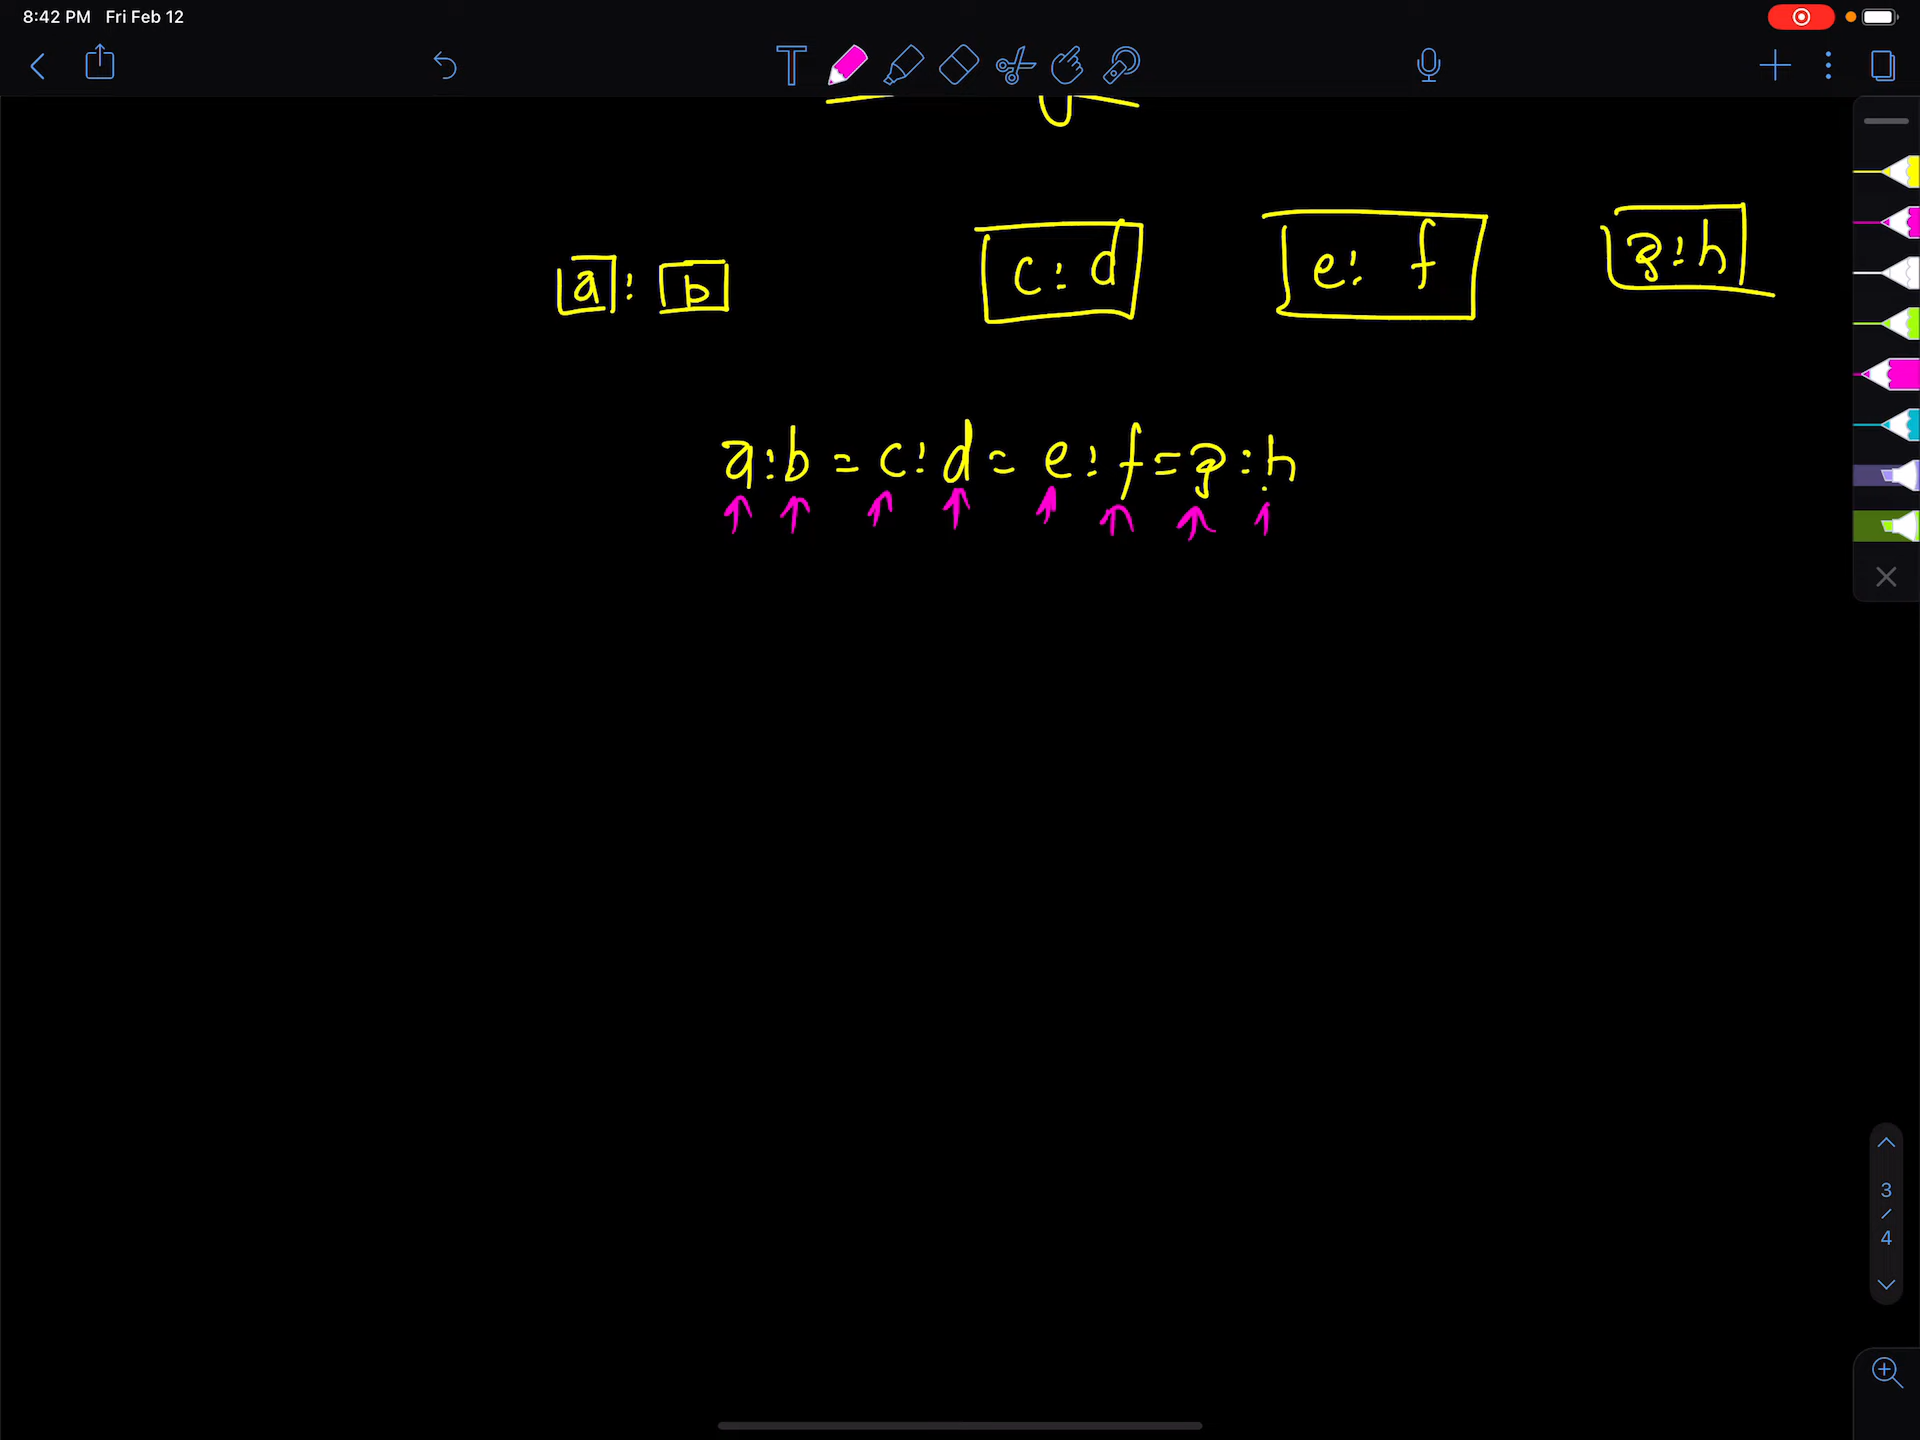 8:42 PM Fri Feb 12
a : b c : d e : f g : h
a : b = c : d = e : f = g : h
3
/
4